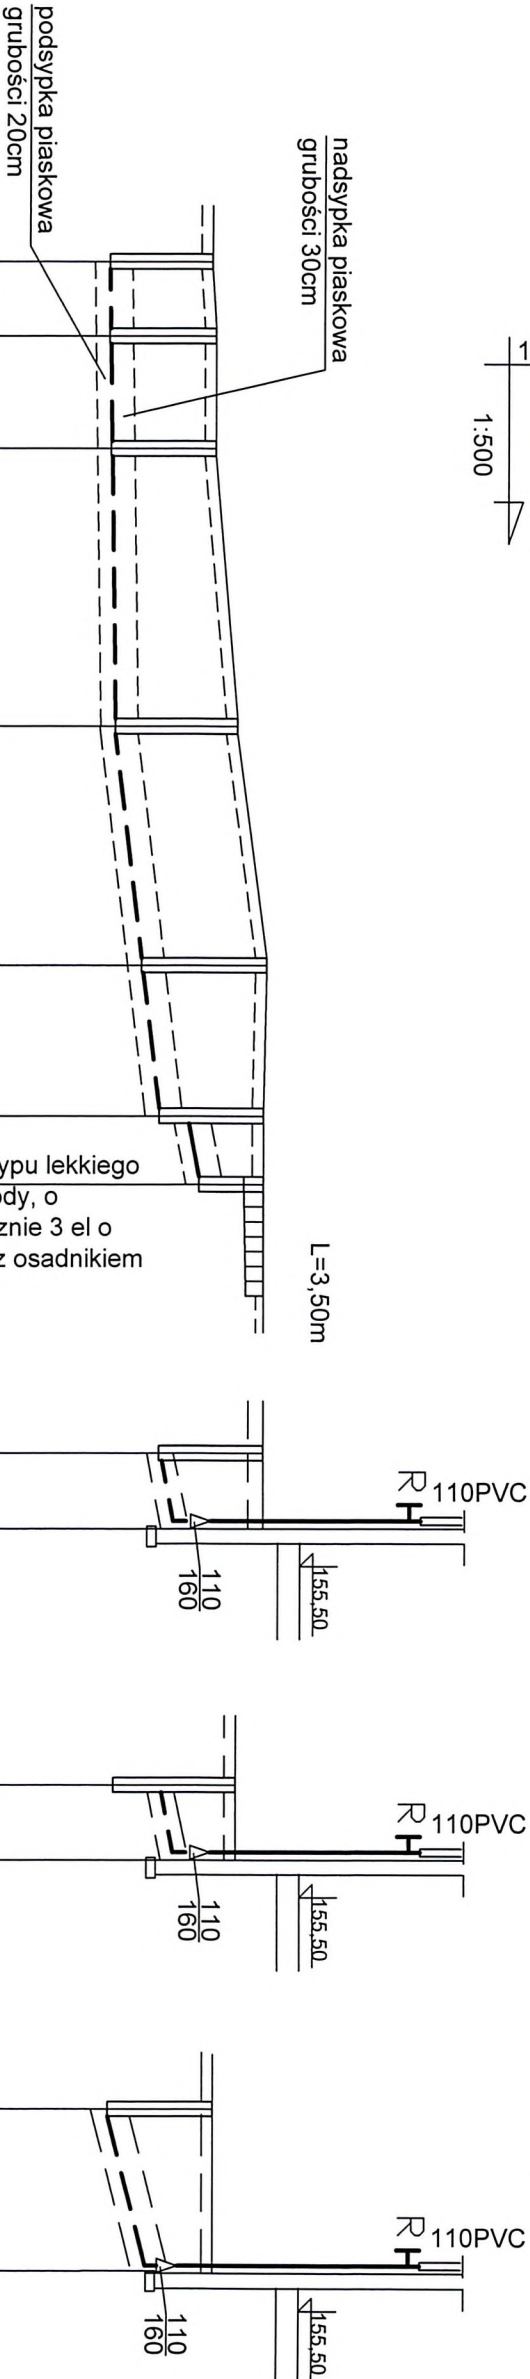 podsypka piaskowa
grubości 20cm
nadsypka piaskowa
grubości 30cm
1
1:500
ypu lekkiego
ody, o
znie 3 el o
z osadnikiem
L=3,50m
R 110PVC
110
160
155,50
R 110PVC
110
160
155,50
R 110PVC
110
160
155,50